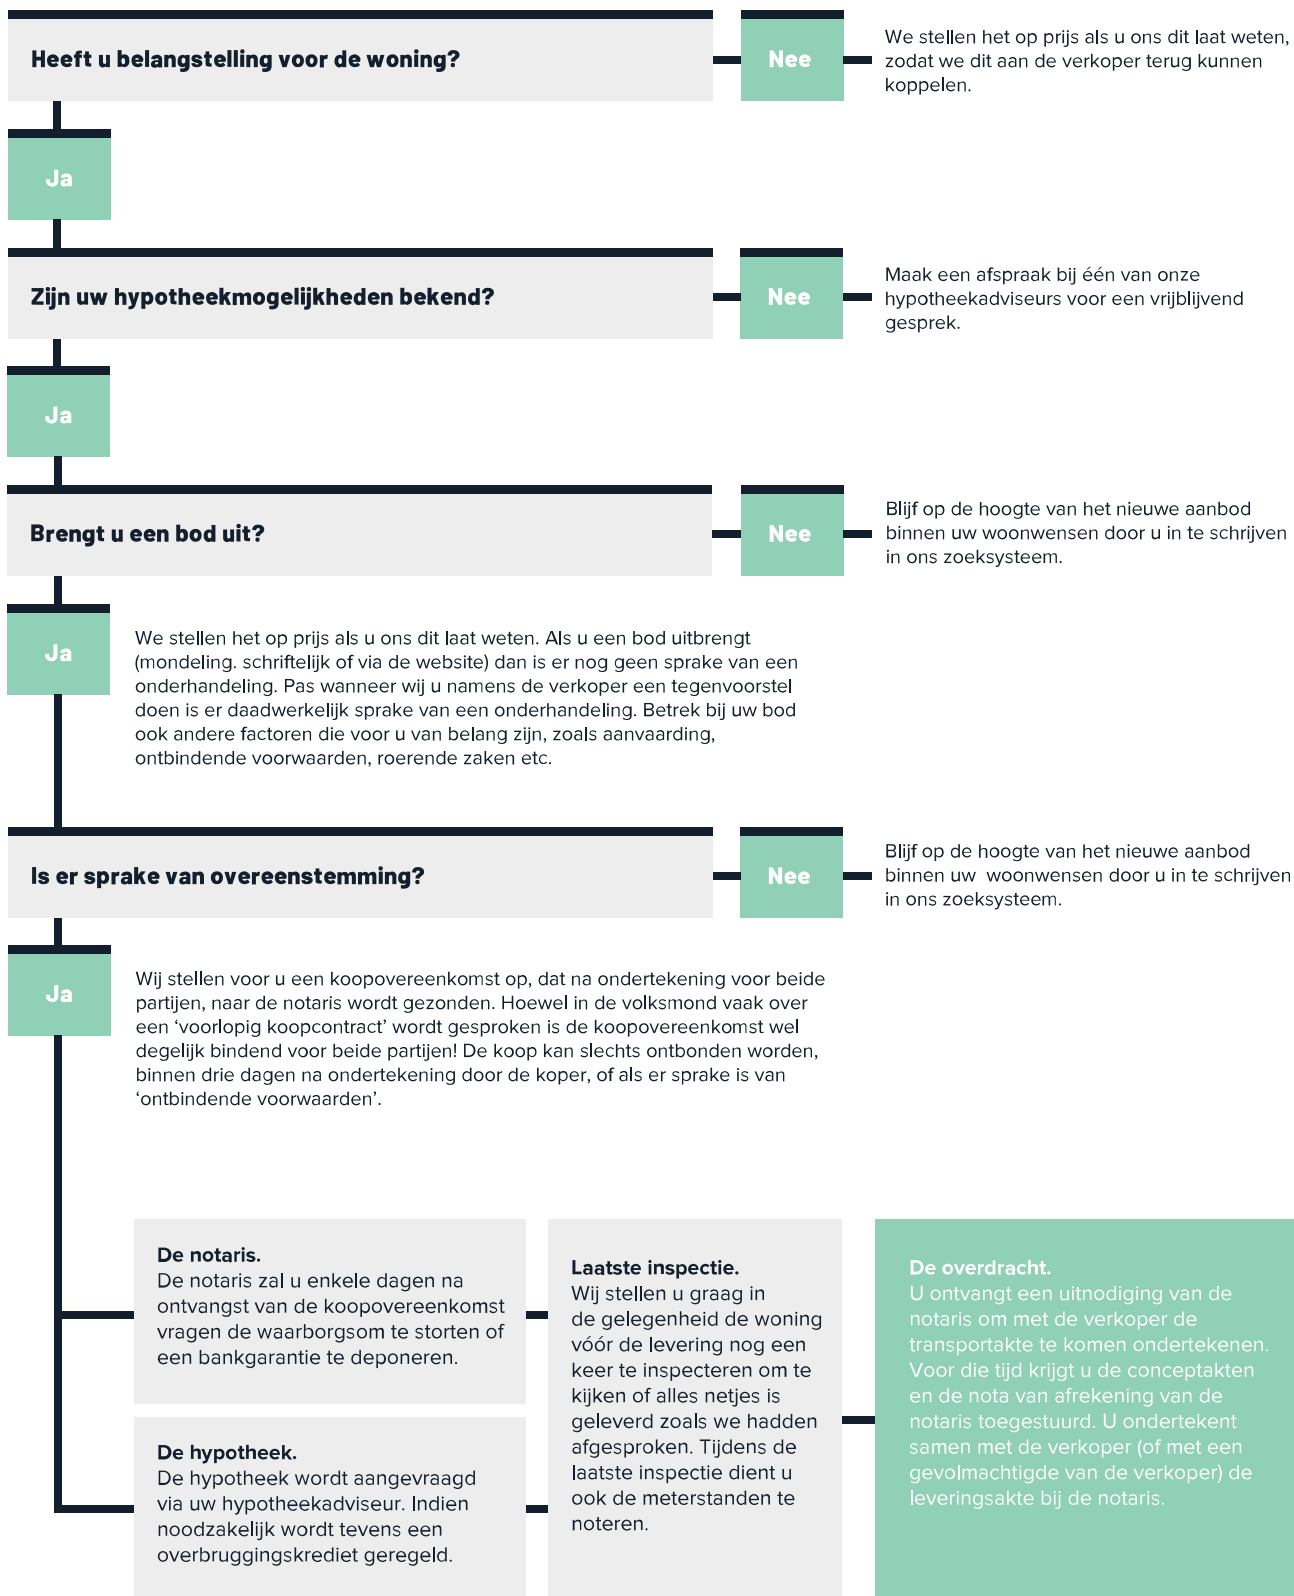 Heeft u belangstelling voor de woning?
Nee
We stellen het op prijs als u ons dit laat weten,
zodat we dit aan de verkoper terug kunnen
koppelen.
Ja
Zijn uw hypotheekmogelijkheden bekend?
Nee
Maak een afspraak bij één van onze
hypotheekadviseurs voor een vrijblijvend
gesprek.
Ja
Brengt u een bod uit?
Nee
Blijf op de hoogte van het nieuwe aanbod
binnen uw woonwensen door u in te schrijven
in ons zoeksysteem.
Ja
We stellen het op prijs als u ons dit laat weten. Als u een bod uitbrengt
(mondeling. schriftelijk of via de website) dan is er nog geen sprake van een
onderhandeling. Pas wanneer wij u namens de verkoper een tegenvoorstel
doen is er daadwerkelijk sprake van een onderhandeling. Betrek bij uw bod
ook andere factoren die voor u van belang zijn, zoals aanvaarding,
ontbindende voorwaarden, roerende zaken etc.
Is er sprake van overeenstemming?
Nee
Blijf op de hoogte van het nieuwe aanbod
binnen uw  woonwensen door u in te schrijven
in ons zoeksysteem.
Ja
Wij stellen voor u een koopovereenkomst op, dat na ondertekening voor beide
partijen, naar de notaris wordt gezonden. Hoewel in de volksmond vaak over
een ‘voorlopig koopcontract’ wordt gesproken is de koopovereenkomst wel
degelijk bindend voor beide partijen! De koop kan slechts ontbonden worden,
binnen drie dagen na ondertekening door de koper, of als er sprake is van
‘ontbindende voorwaarden’.
De notaris.
De notaris zal u enkele dagen na
ontvangst van de koopovereenkomst
vragen de waarborgsom te storten of
een bankgarantie te deponeren.
De hypotheek.
De hypotheek wordt aangevraagd
via uw hypotheekadviseur. Indien
noodzakelijk wordt tevens een
overbruggingskrediet geregeld.
Laatste inspectie.
Wij stellen u graag in
de gelegenheid de woning
vóór de levering nog een
keer te inspecteren om te
kijken of alles netjes is
geleverd zoals we hadden
afgesproken. Tijdens de
laatste inspectie dient u
ook de meterstanden te
noteren.
De overdracht.
U ontvangt een uitnodiging van de
notaris om met de verkoper de
transportakte te komen ondertekenen.
Voor die tijd krijgt u de conceptakten
en de nota van afrekening van de
notaris toegestuurd. U ondertekent
samen met de verkoper (of met een
gevolmachtigde van de verkoper) de
leveringsakte bij de notaris.